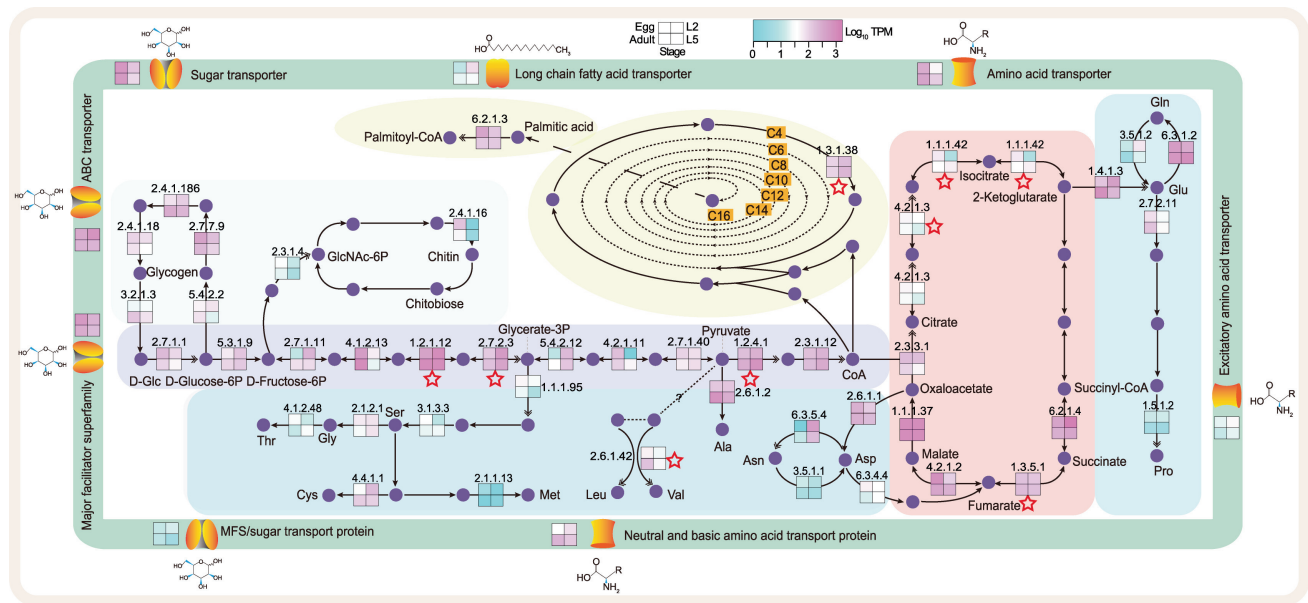 Egg L2
Adult L5
Stage
Log10 TPM
0 1 2 3
Sugar transporter
Long chain fatty acid transporter
Amino acid transporter
ABC transporter
Major facilitator superfamily
Excitatory amino acid transporter
MFS/sugar transport protein
Neutral and basic amino acid transport protein
OH
OH
HO
OH
OH
OH
HO
O
CH3
O
HO
R
NH2
6.2.1.3
Palmitoyl-CoA
Palmitic acid
C4
C6
C8
C10
C12
C14
C16
1.3.1.38
2.4.1.186
2.4.1.18
2.7.7.9
Glycogen
3.2.1.3
5.4.2.2
2.3.1.4
GlcNAc-6P
2.4.1.16
Chitin
Chitobiose
Glycerate-3P
Pyruvate
2.7.1.1
5.3.1.9
2.7.1.11
4.1.2.13
1.2.1.12
2.7.2.3
5.4.2.12
4.2.1.11
2.7.1.40
1.2.4.1
2.3.1.12
D-Glc D-Glucose-6P D-Fructose-6P
CoA
1.1.1.95
2.6.1.2
?
Ala
4.1.2.48
2.1.2.1
Ser
3.1.3.3
Thr
Gly
4.4.1.1
2.1.1.13
Cys
Met
2.6.1.42
Leu
Val
6.3.5.4
Asn
Asp
3.5.1.1
2.6.1.1
6.3.4.4
1.1.1.42
1.1.1.42
Isocitrate
2-Ketoglutarate
4.2.1.3
4.2.1.3
Citrate
2.3.3.1
Oxaloacetate
1.1.1.37
Malate
4.2.1.2
Fumarate
1.3.5.1
Succinate
6.2.1.4
Succinyl-CoA
1.4.1.3
Gln
3.5.1.2
6.3.1.2
Glu
2.7.2.11
1.5.1.2
Pro
O
HO
R
NH2
O
HO
R
NH2